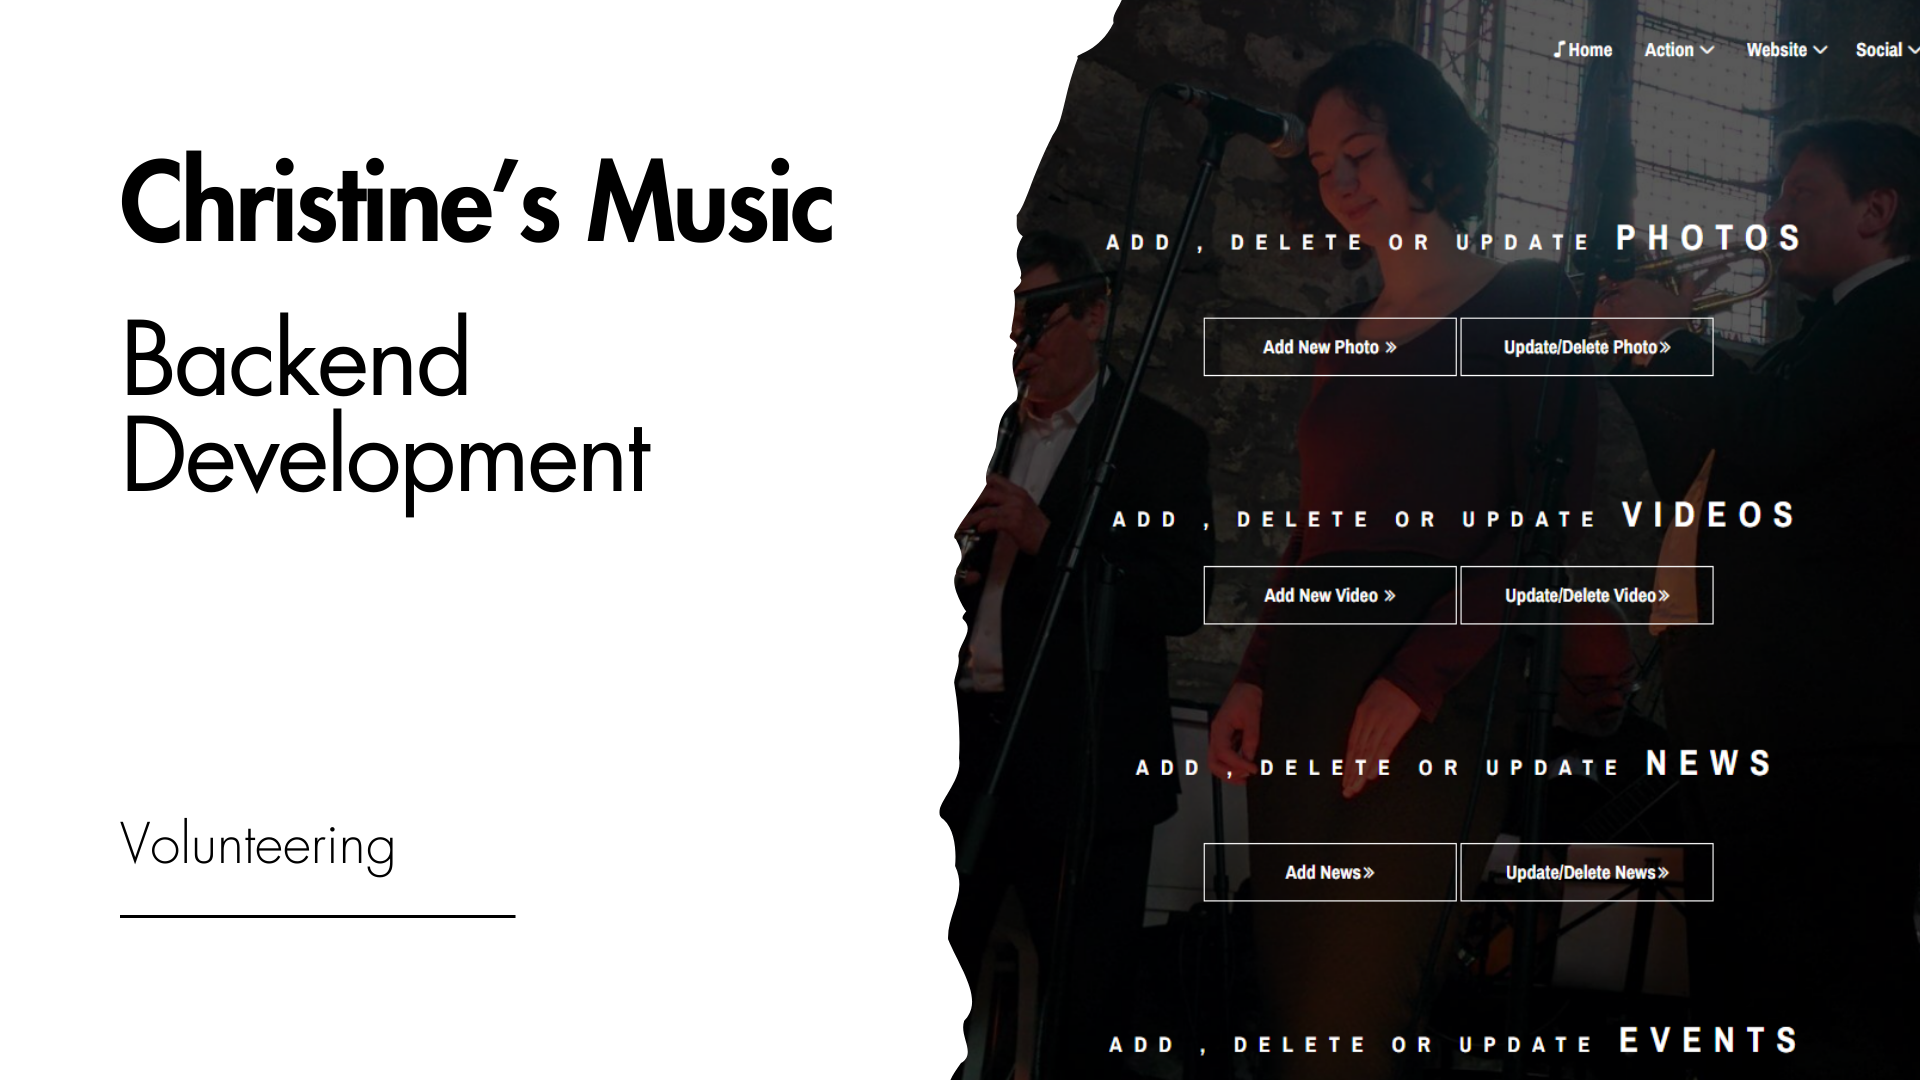 Christine’s Music
Backend
Development
Volunteering
Home Action Website Social
ADD , DELETE OR UPDATE PHOTOS
Add New Photo » Update/Delete Photo»
ADD , DELETE OR UPDATE VIDEOS
Add New Video » Update/Delete Video»
ADD , DELETE OR UPDATE NEWS
Add News» Update/Delete News»
ADD , DELETE OR UPDATE EVENTS